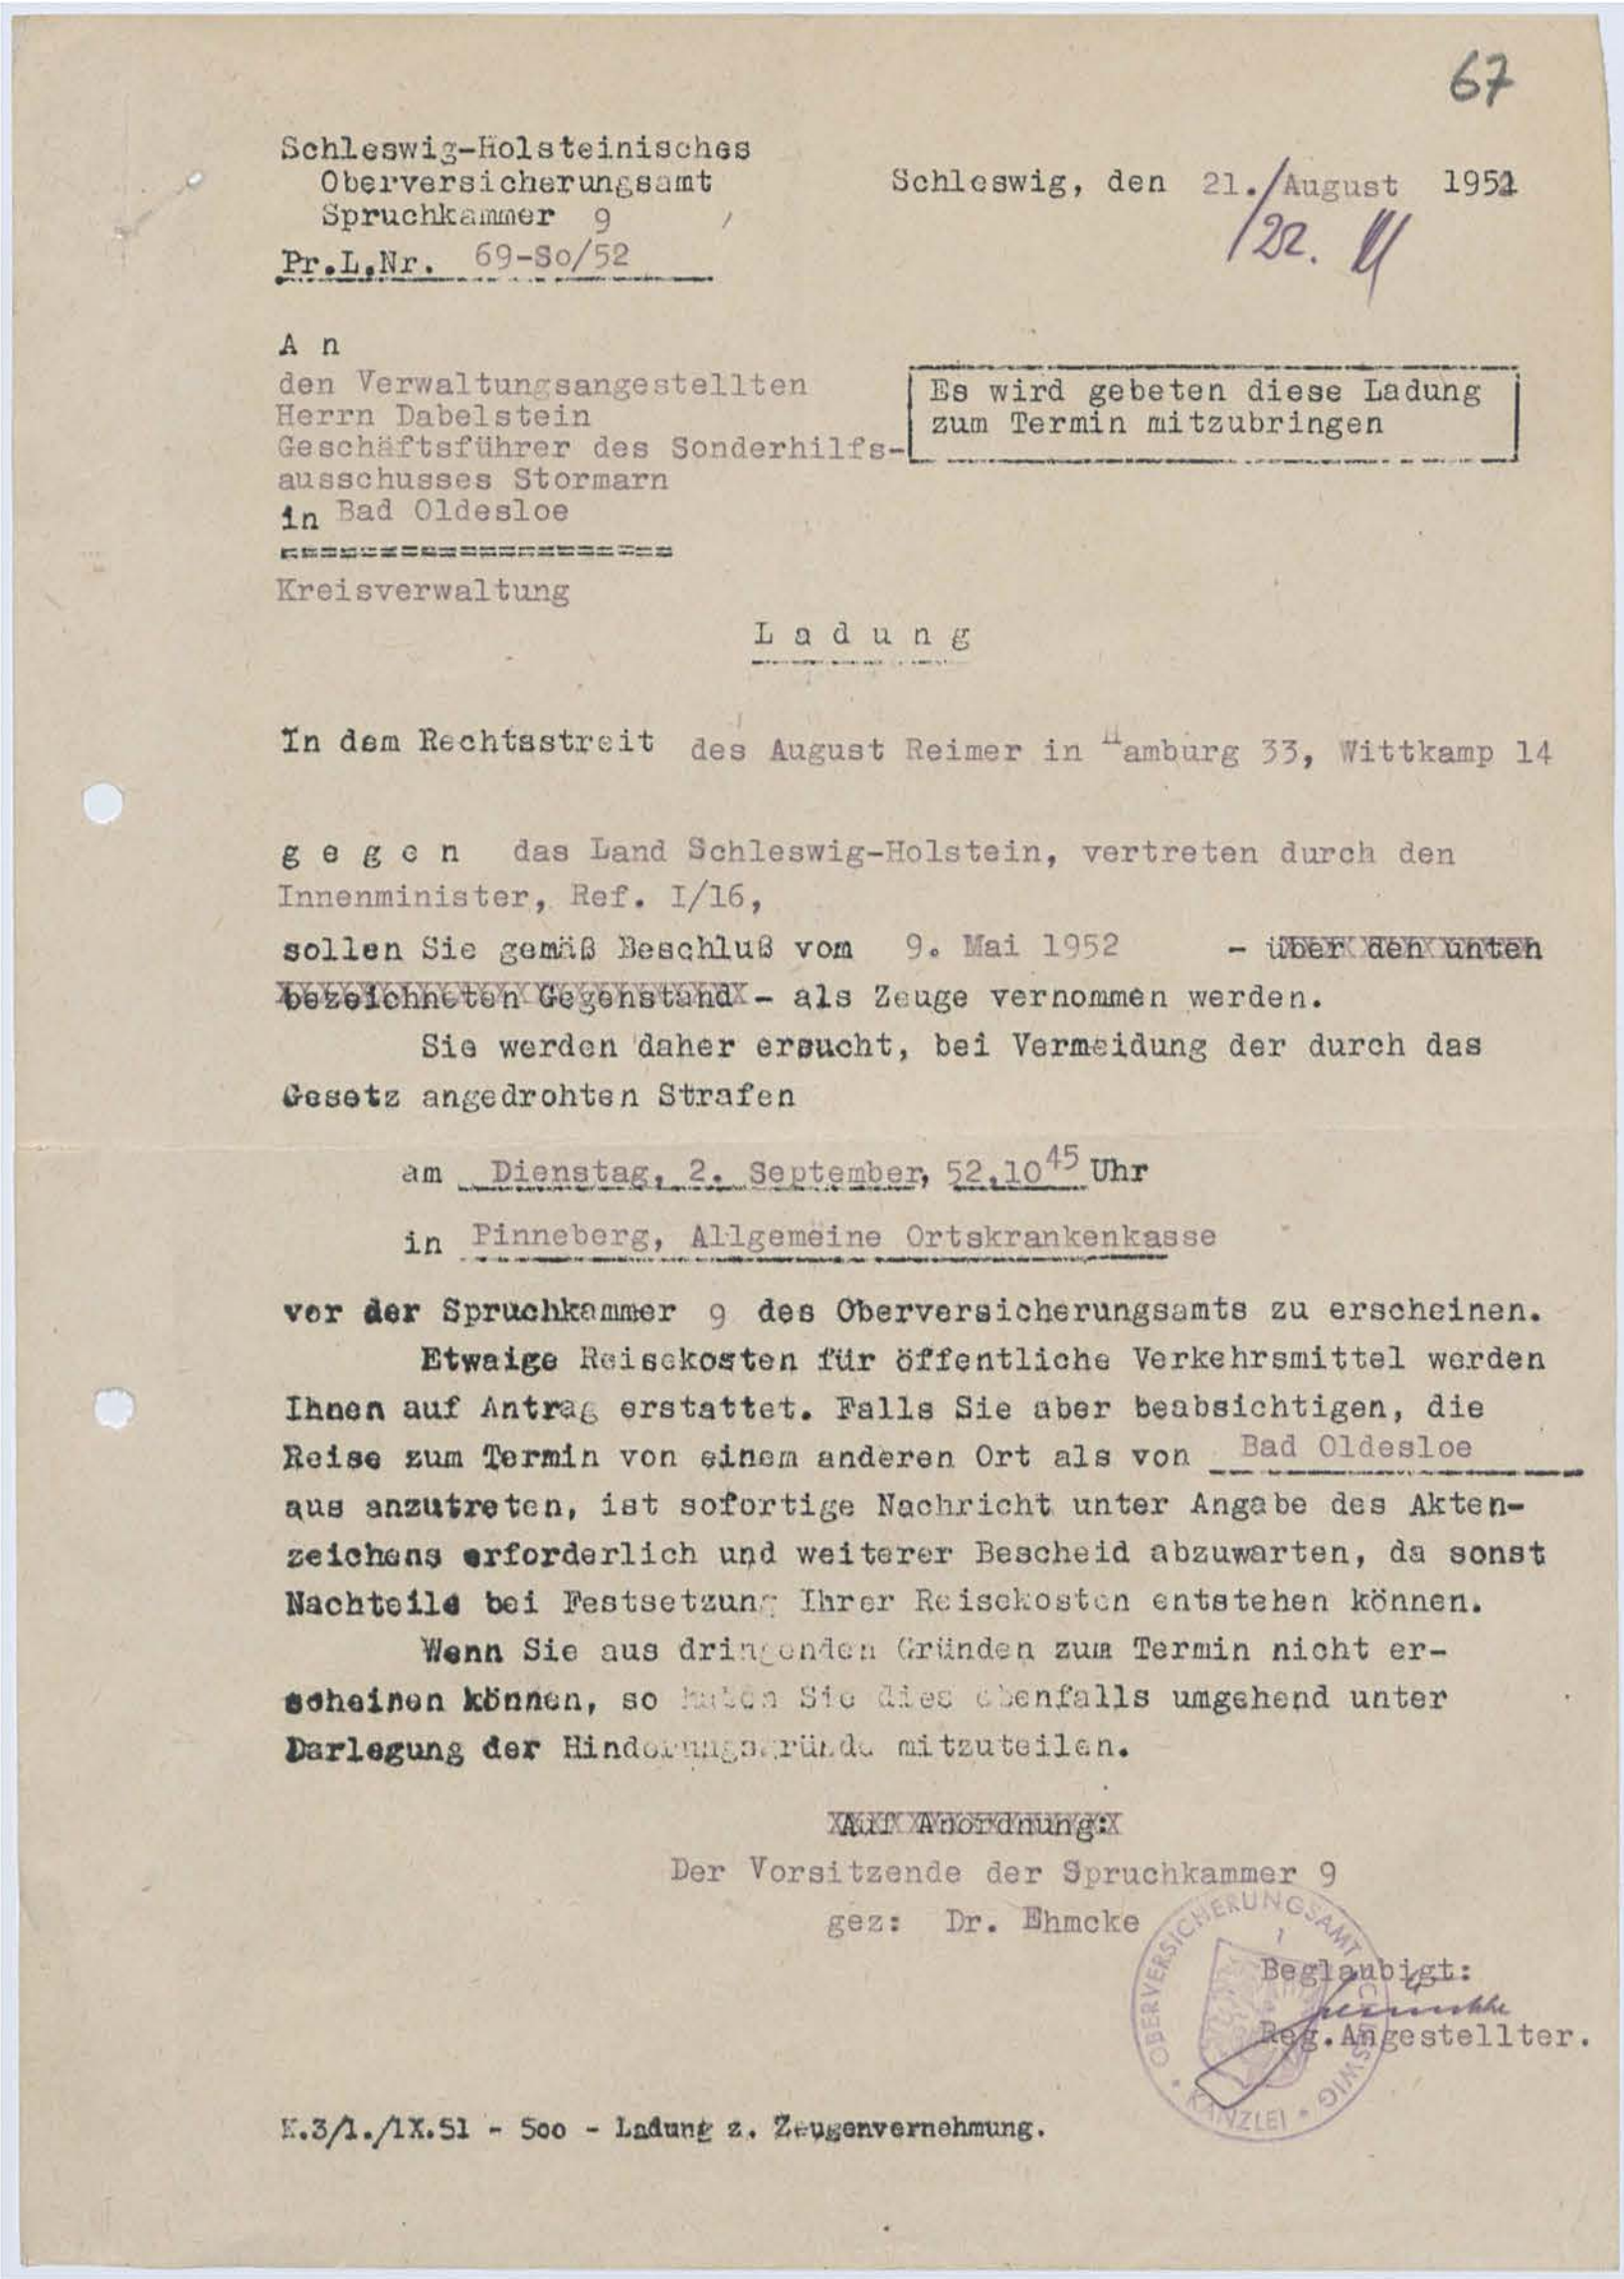 67
Schleswig-Holsteinisches
Oberversicherungsamt
Spruchkammer 9
Pr.L.Nr. 69-So/52
Schleswig, den 21./August 1952
/22.
A n
den Verwaltungsangestellten
Herrn Dabelstein
Geschäftsführer des Sonderhilfs-
ausschusses Stormarn
in Bad Oldesloe
Kreisverwaltung
Es wird gebeten diese Ladung
zum Termin mitzubringen
L a d u n g
In dem Rechtsstreit des August Reimer in Hamburg 33, Wittkamp 14
g e g e n das Land Schleswig-Holstein, vertreten durch den
Innenminister, Ref. I/16,
sollen Sie gemäß Beschluß vom 9. Mai 1952 - über den unten
bezeichneten Gegenstand - als Zeuge vernommen werden.
Sie werden daher ersucht, bei Vermeidung der durch das
Gesetz angedrohten Strafen
am Dienstag, 2. September, 52,10 45 Uhr
in Pinneberg, Allgemeine Ortskrankenkasse
vor der Spruchkammer 9 des Oberversicherungsamts zu erscheinen.
Etwaige Reisekosten für öffentliche Verkehrsmittel werden
Ihnen auf Antrag erstattet. Falls Sie aber beabsichtigen, die
Reise zum Termin von einem anderen Ort als von Bad Oldesloe
aus anzutreten, ist sofortige Nachricht unter Angabe des Akten-
zeichens erforderlich und weiterer Bescheid abzuwarten, da sonst
Nachteile bei Festsetzung Ihrer Reisekosten entstehen können.
Wenn Sie aus dringenden Gründen zum Termin nicht er-
scheinen können, so haben Sie dies ebenfalls umgehend unter
Darlegung der Hinderungsgründe mitzuteilen.
Auf Anordnung:
Der Vorsitzende der Spruchkammer 9
gez: Dr. Ehmcke
OBERVERSICHERUNGSAMT SCHLESWIG
KANZLEI
Beglaubigt:
Reg.Angestellter.
K.3/1./IX.51 - 500 - Ladung z. Zeugenvernehmung.